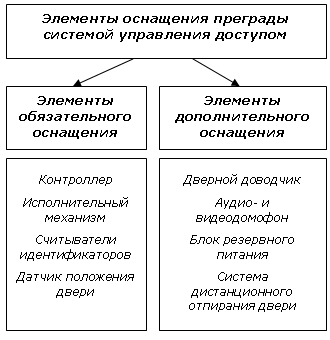 Элементы оснащения преграды
системой управления доступом
Элементы
обязательного
оснащения
Элементы
дополнительного
оснащения
Контроллер
Исполнительный
механизм
Считыватели
идентификаторов
Датчик положения
двери
Дверной доводчик
Аудио- и
видеодомофон
Блок резервного
питания
Система
дистанционного
отпирания двери